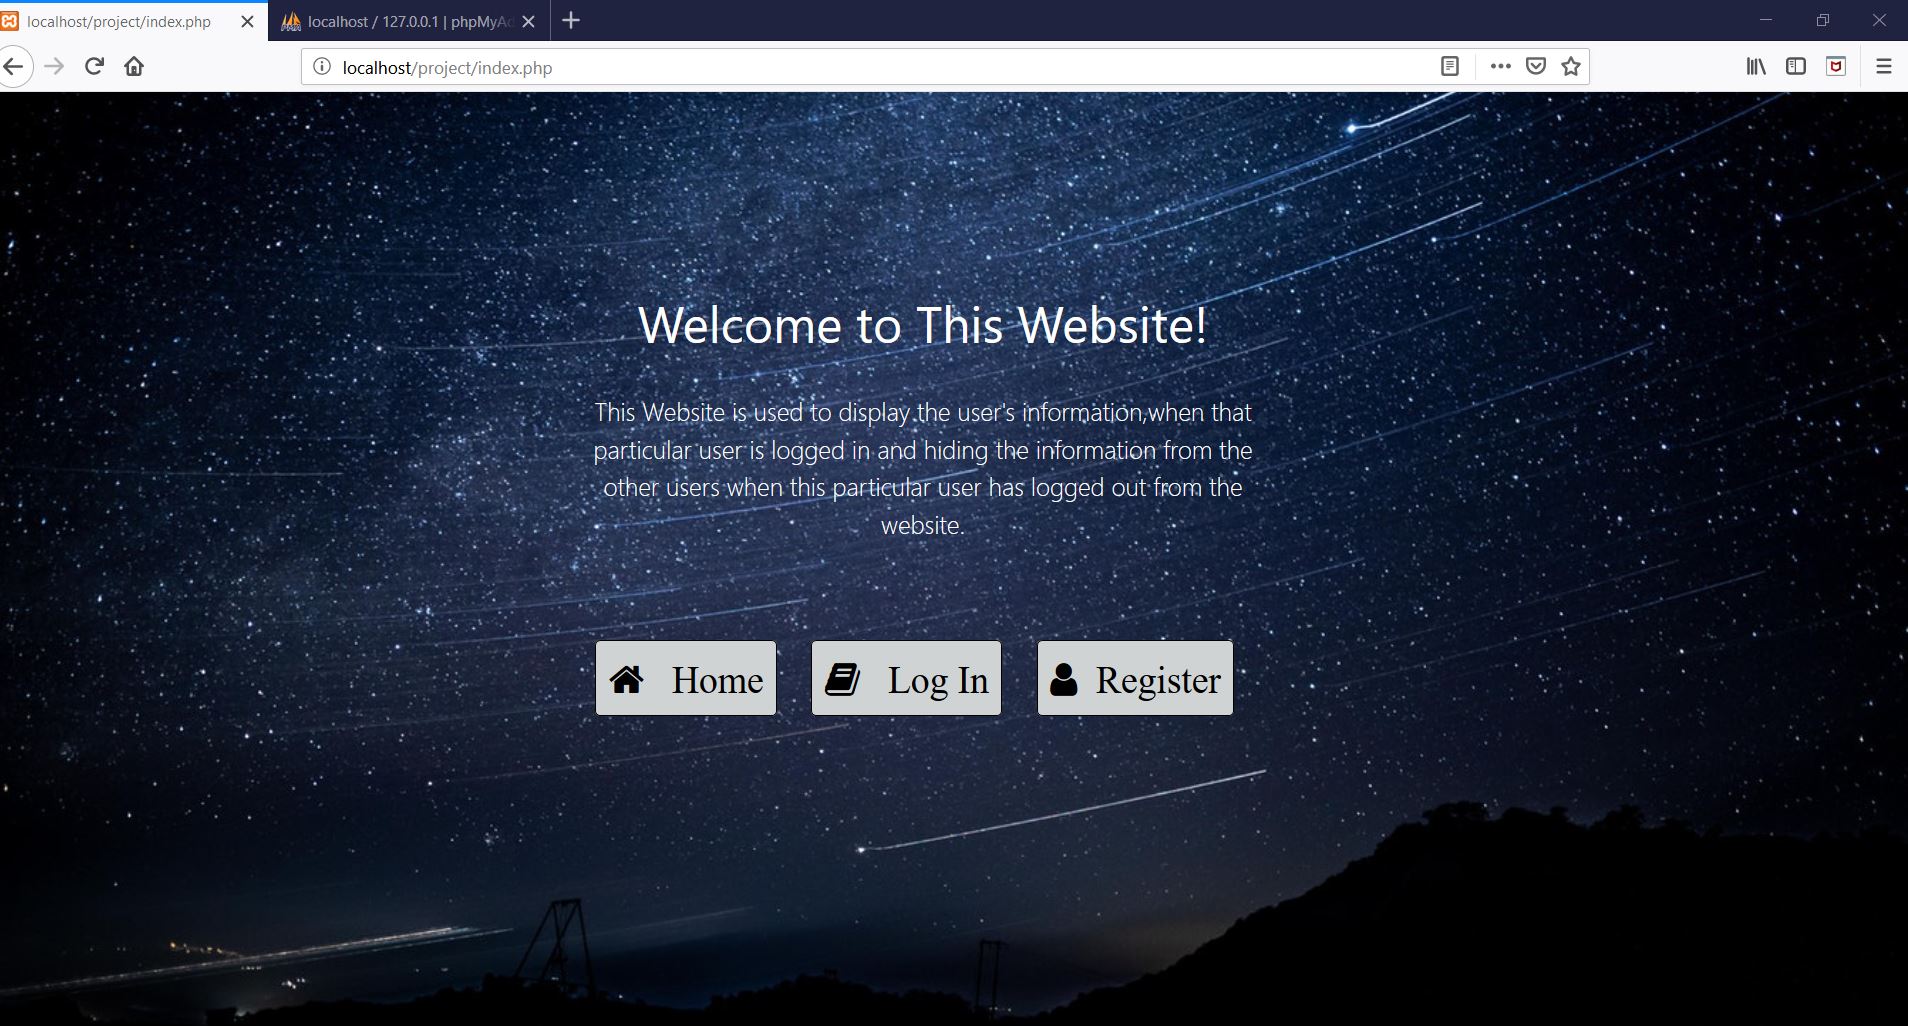 localhost/project/index.php
localhost / 127.0.0.1 | phpMyAd
localhost/project/index.php
Welcome to This Website!
This Website is used to display the user's information,when that
particular user is logged in and hiding the information from the
other users when this particular user has logged out from the
website.
Home
Log In
Register